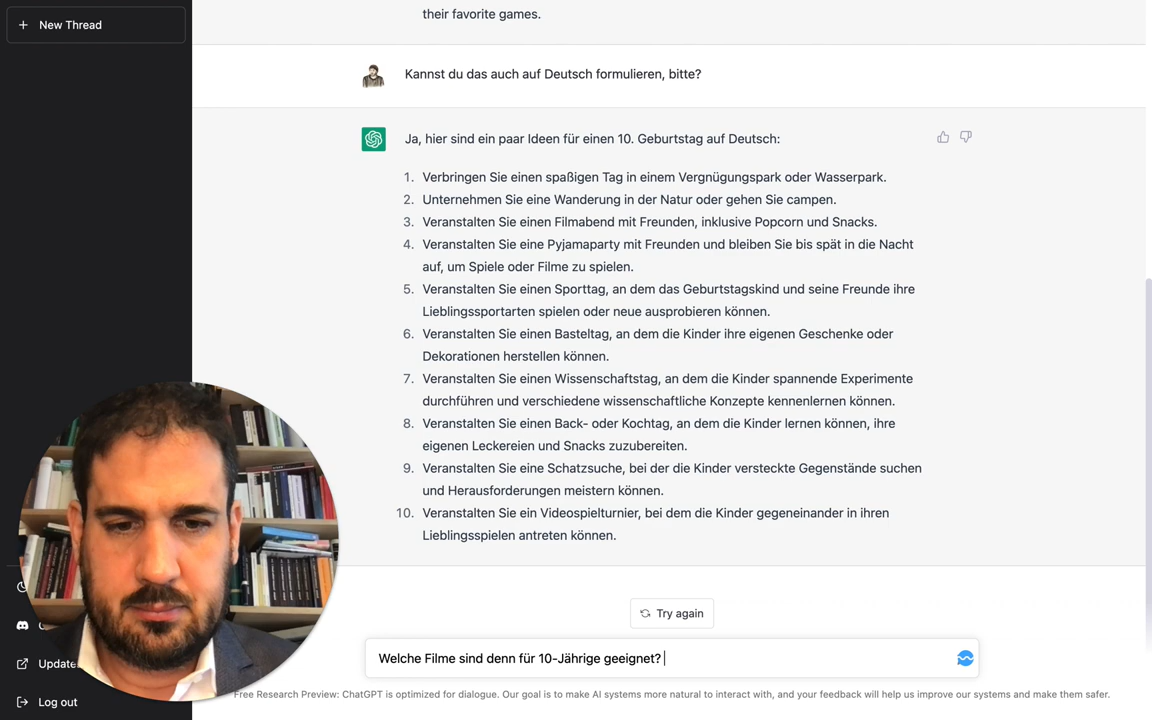 New Thread
their favorite games.
Kannst du das auch auf Deutsch formulieren, bitte?
Ja, hier sind ein paar Ideen für einen 10. Geburtstag auf Deutsch:
1. Verbringen Sie einen spaßigen Tag in einem Vergnügungspark oder Wasserpark.
2. Unternehmen Sie eine Wanderung in der Natur oder gehen Sie campen.
3. Veranstalten Sie einen Filmabend mit Freunden, inklusive Popcorn und Snacks.
4. Veranstalten Sie eine Pyjamaparty mit Freunden und bleiben Sie bis spät in die Nacht
auf, um Spiele oder Filme zu spielen.
5. Veranstalten Sie einen Sporttag, an dem das Geburtstagskind und seine Freunde ihre
Lieblingssportarten spielen oder neue ausprobieren können.
6. Veranstalten Sie einen Basteltag, an dem die Kinder ihre eigenen Geschenke oder
Dekorationen herstellen können.
7. Veranstalten Sie einen Wissenschaftstag, an dem die Kinder spannende Experimente
durchführen und verschiedene wissenschaftliche Konzepte kennenlernen können.
8. Veranstalten Sie einen Back- oder Kochtag, an dem die Kinder lernen können, ihre
eigenen Leckereien und Snacks zuzubereiten.
9. Veranstalten Sie eine Schatzsuche, bei der die Kinder versteckte Gegenstände suchen
und Herausforderungen meistern können.
10. Veranstalten Sie ein Videospielturnier, bei dem die Kinder gegeneinander in ihren
Lieblingsspielen antreten können.
Try again
Welche Filme sind denn für 10-Jährige geeignet?
Update
Free Research Preview: ChatGPT is optimized for dialogue. Our goal is to make AI systems more natural to interact with, and your feedback will help us improve our systems and make them safer.
Log out